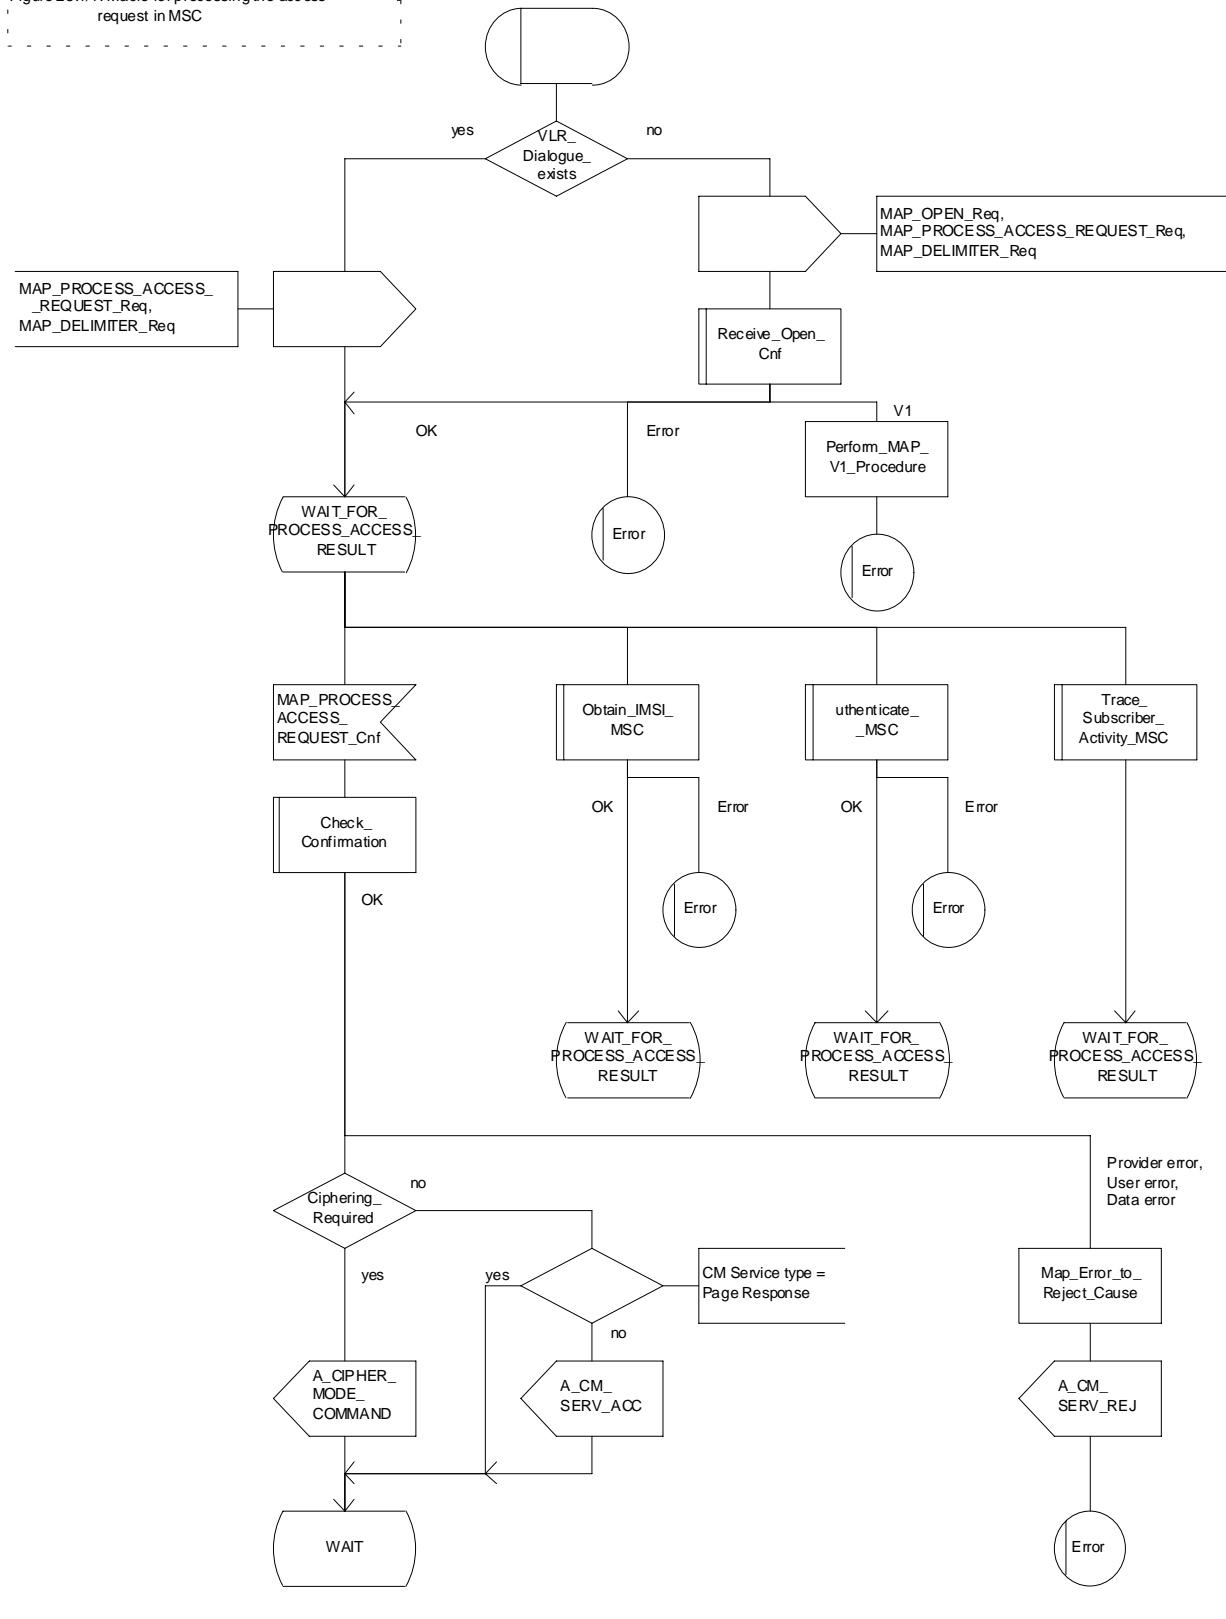 request in MSC
yes
no
VLR_
Dialogue_
exists
MAP_OPEN_Req,
MAP_PROCESS_ACCESS_REQUEST_Req,
MAP_DELIMITER_Req
MAP_PROCESS_ACCESS_
_REQUEST_Req,
MAP_DELIMITER_Req
Receive_Open_
Cnf
OK
Error
V1
Perform_MAP_
V1_Procedure
WAIT_FOR_
PROCESS_ACCESS_
RESULT
Error
Error
MAP_PROCESS_
ACCESS_
REQUEST_Cnf
Obtain_IMSI_
MSC
uthenticate_
_MSC
Trace_
Subscriber_
Activity_MSC
Check_
Confirmation
OK
Error
OK
Error
OK
Error
Error
WAIT_FOR_
PROCESS_ACCESS_
RESULT
WAIT_FOR_
PROCESS_ACCESS_
RESULT
WAIT_FOR_
PROCESS_ACCESS_
RESULT
Provider error,
User error,
Data error
Ciphering_
Required
no
yes
yes
CM Service type =
Page Response
no
Map_Error_to_
Reject_Cause
A_CIPHER_
MODE_
COMMAND
A_CM_
SERV_ACC
A_CM_
SERV_REJ
WAIT
Error